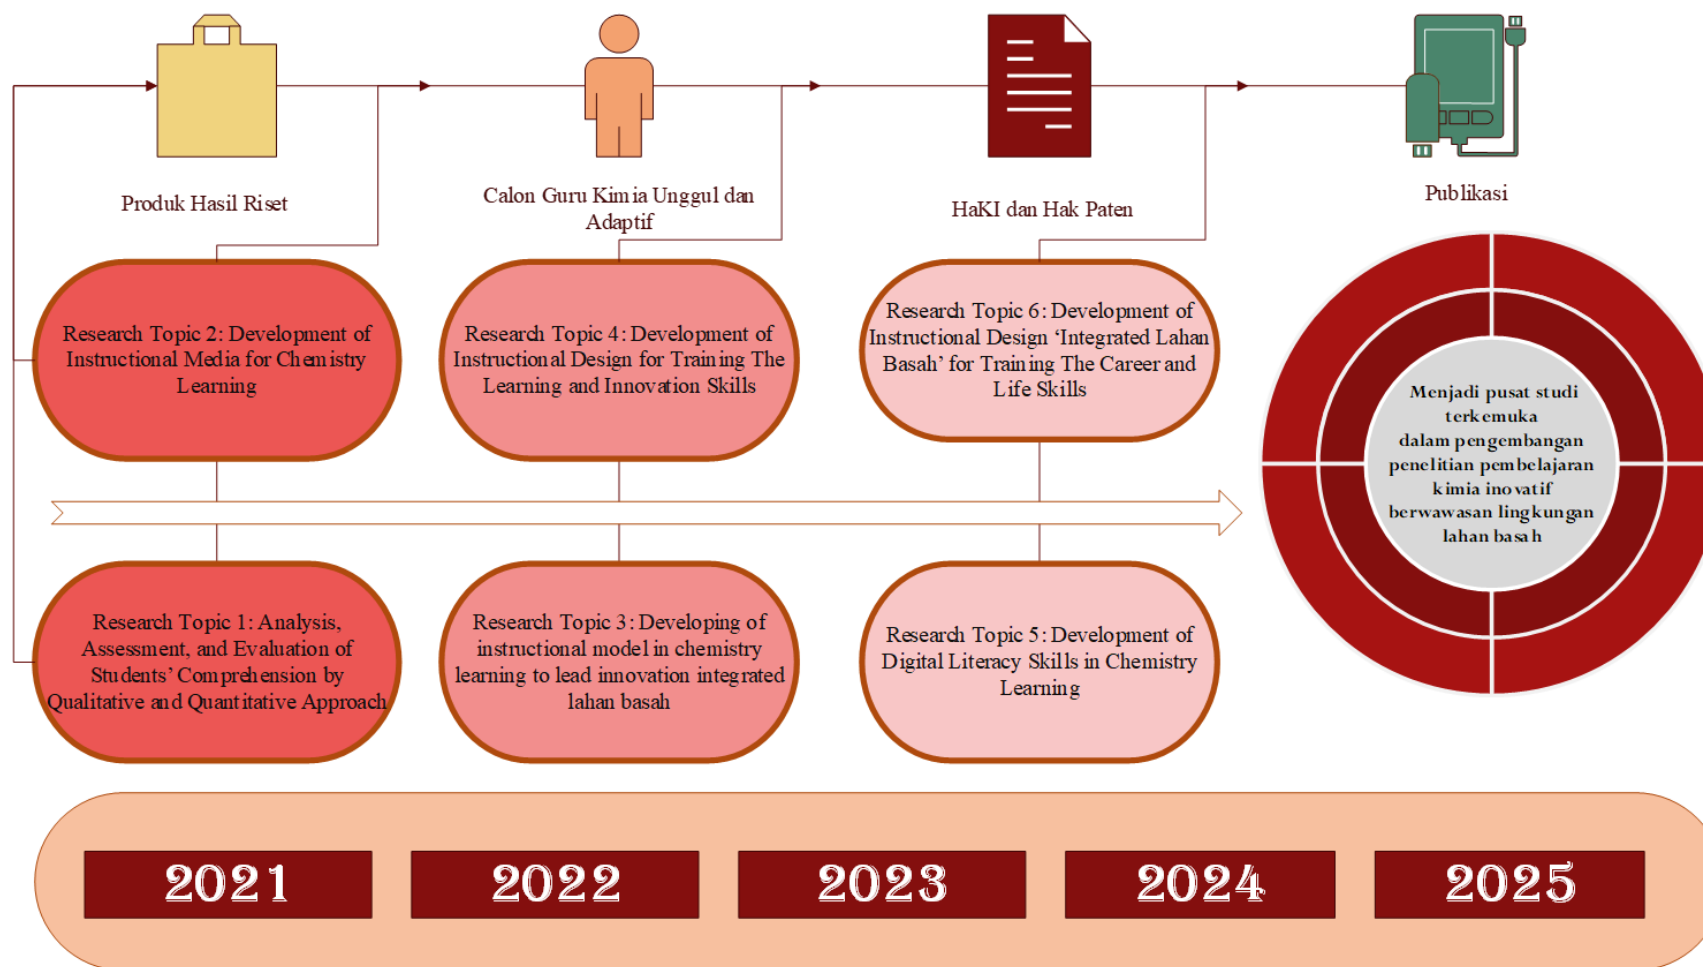 Produk Hasil Riset
Calon Guru Kimia Unggul dan
Adaptif
HaKI dan Hak Paten
Publikasi
Research Topic 2: Development of
Instructional Media for Chemistry
Learning
Research Topic 4: Development of
Instructional Design for Training The
Learning and Innovation Skills
Research Topic 6: Development of
Instructional Design ‘Integrated Lahan
Basah’ for Training The Career and
Life Skills
Menjadi pusat studi
terkemuka
dalam pengembangan
penelitian pembelajaran
kimia inovatif
berwawasan lingkungan
lahan basah
Research Topic 1: Analysis,
Assessment, and Evaluation of
Students’ Comprehension by
Qualitative and Quantitative Approach
Research Topic 3: Developing of
instructional model in chemistry
learning to lead innovation integrated
lahan basah
Research Topic 5: Development of
Digital Literacy Skills in Chemistry
Learning
2021
2022
2023
2024
2025